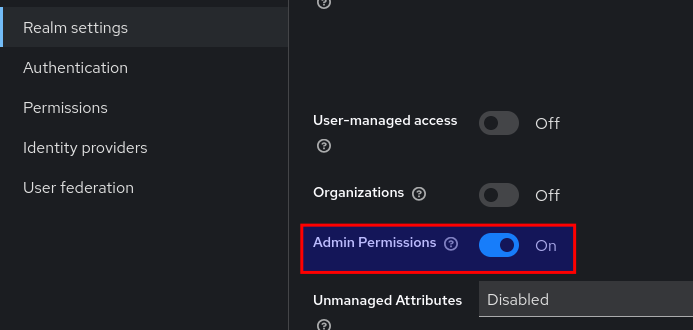 Realm settings
Authentication
Permissions
Identity providers
User federation
User-managed access
Off
Organizations
Off
Admin Permissions
On
Unmanaged Attributes
Disabled